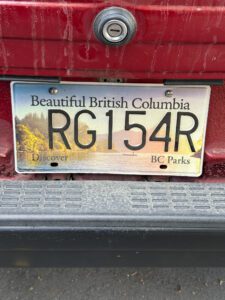 Beautiful British Columbia
RG154R
Discover BC Parks